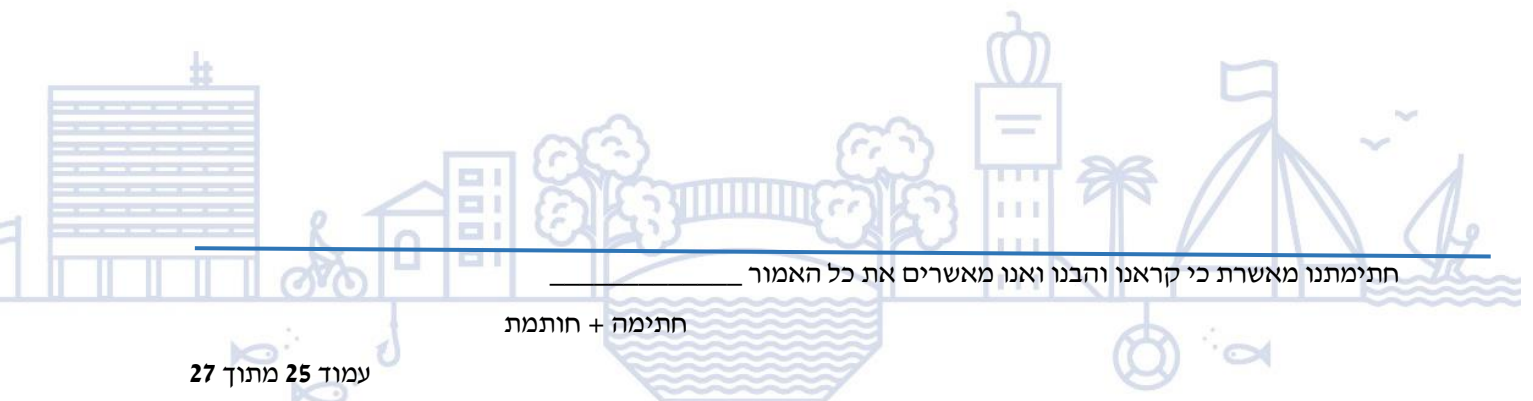 חתימתנו מאשרת כי קראנו והבנו ואנו מאשרים את כל האמור ______________
חתימה + חותמת
עמוד 25 מתוך 27